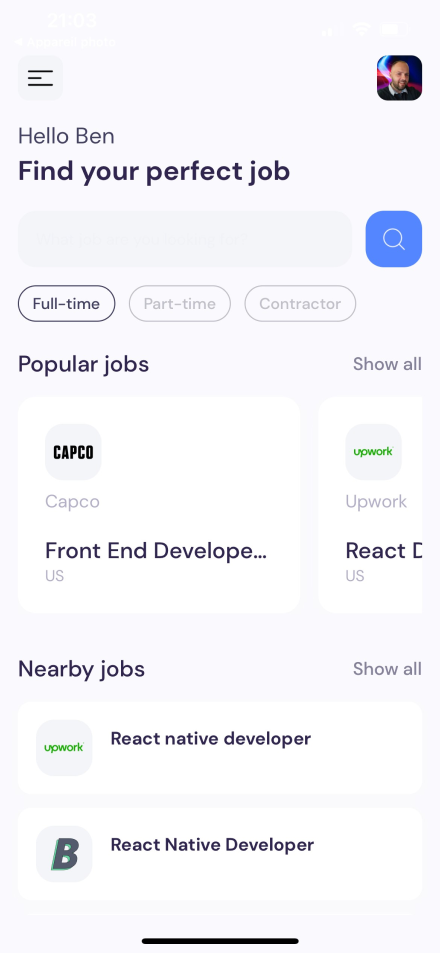 21:03
Appareil photo
Hello Ben
Find your perfect job
What are you looking for?
Full-time Part-time Contractor
Popular jobs Show all
CAPCO upwork
Capco Upwork
Front End Develope... React D
US US
Nearby jobs Show all
upwork React native developer
B React Native Developer